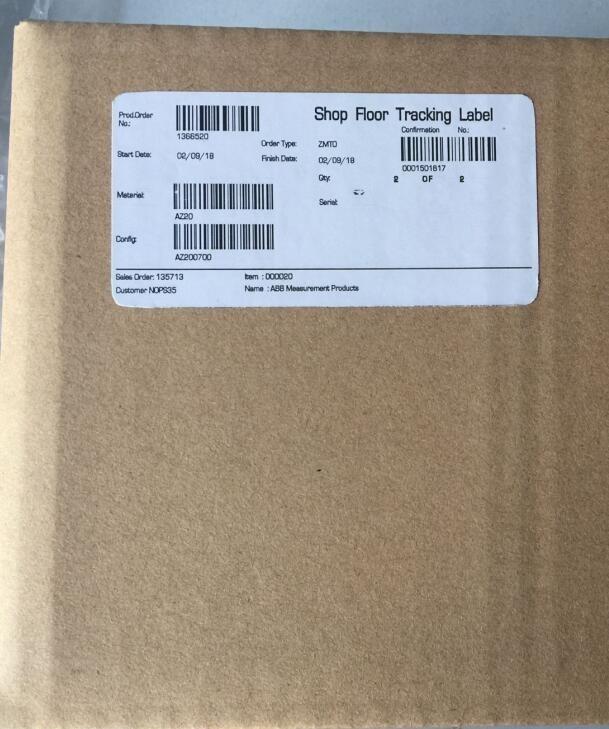 Shop Floor Tracking Label
Prod.Order No.:
1366520
Confirmation No.:
0001501817
Order Type: ZMTO
Start Date: 02/09/18
Finish Date: 02/09/18
Qty: 2 OF 2
Material:
AZ20
Serial:
Config:
AZ200700
Sales Order: 135713
Item : 000020
Customer NOPS35
Name : ABB Measurement Products